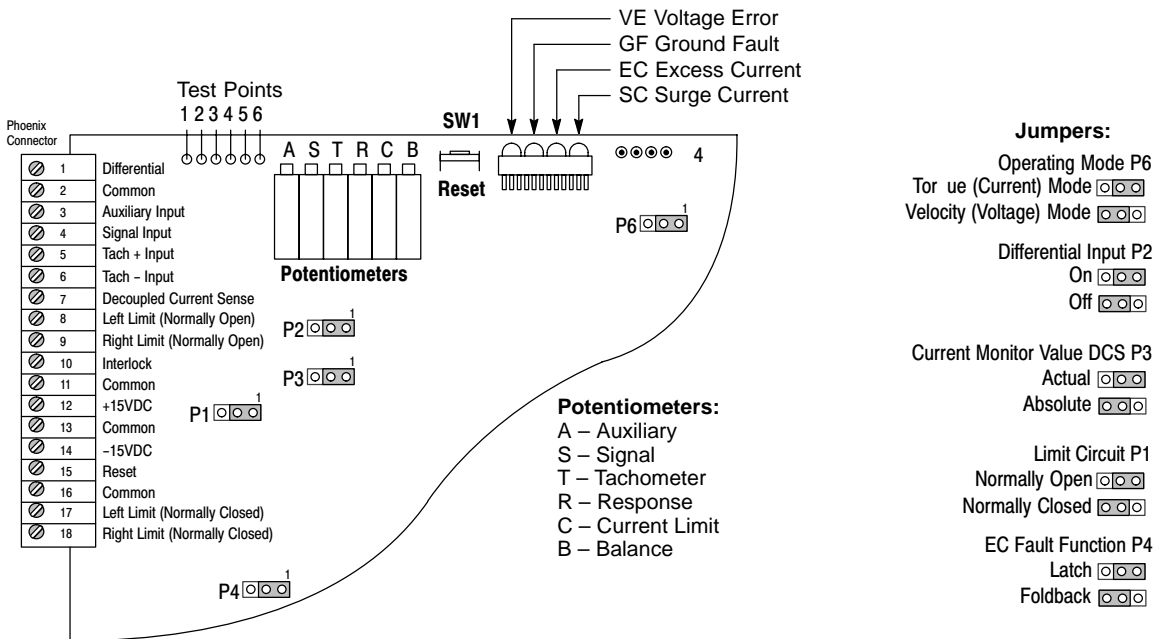 VE Voltage Error
GF Ground Fault
EC Excess Current
SC Surge Current
Test Points
1 2 3 4 5 6
Phoenix
Connector
SW1
A S T R C B
Reset
4
Potentiometers
1 Differential
2 Common
3 Auxiliary Input
4 Signal Input
5 Tach + Input
6 Tach – Input
7 Decoupled Current Sense
8 Left Limit (Normally Open)
9 Right Limit (Normally Open)
10 Interlock
11 Common
12 +15VDC
13 Common
14 –15VDC
15 Reset
16 Common
17 Left Limit (Normally Closed)
18 Right Limit (Normally Closed)
1
P6
1
P2
1
P3
1
P1
1
P4
Potentiometers:
A – Auxiliary
S – Signal
T – Tachometer
R – Response
C – Current Limit
B – Balance
Jumpers:
Operating Mode P6
Tor ue (Current) Mode
Velocity (Voltage) Mode
Differential Input P2
On
Off
Current Monitor Value DCS P3
Actual
Absolute
Limit Circuit P1
Normally Open
Normally Closed
EC Fault Function P4
Latch
Foldback